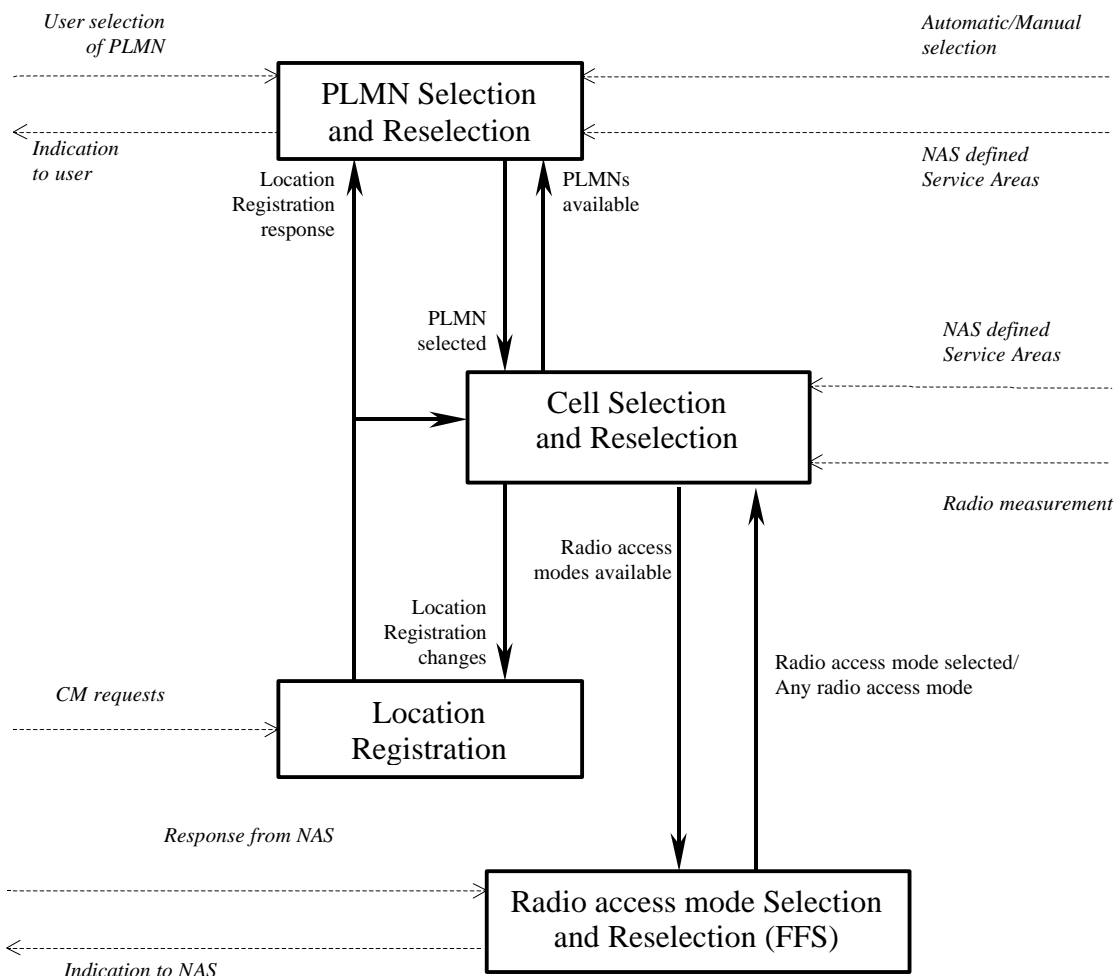 User selection
of PLMN
Automatic/Manual
selection
PLMN Selection
and Reselection
Indication
to user
NAS defined
Service Areas
Location
Registration
response
PLMNs
available
PLMN
selected
NAS defined
Service Areas
Cell Selection
and Reselection
Radio measurement
Radio access
modes available
Location
Registration
changes
Radio access mode selected/
Any radio access mode
CM requests
Location
Registration
Response from NAS
Radio access mode Selection
and Reselection (FFS)
Indication to NAS